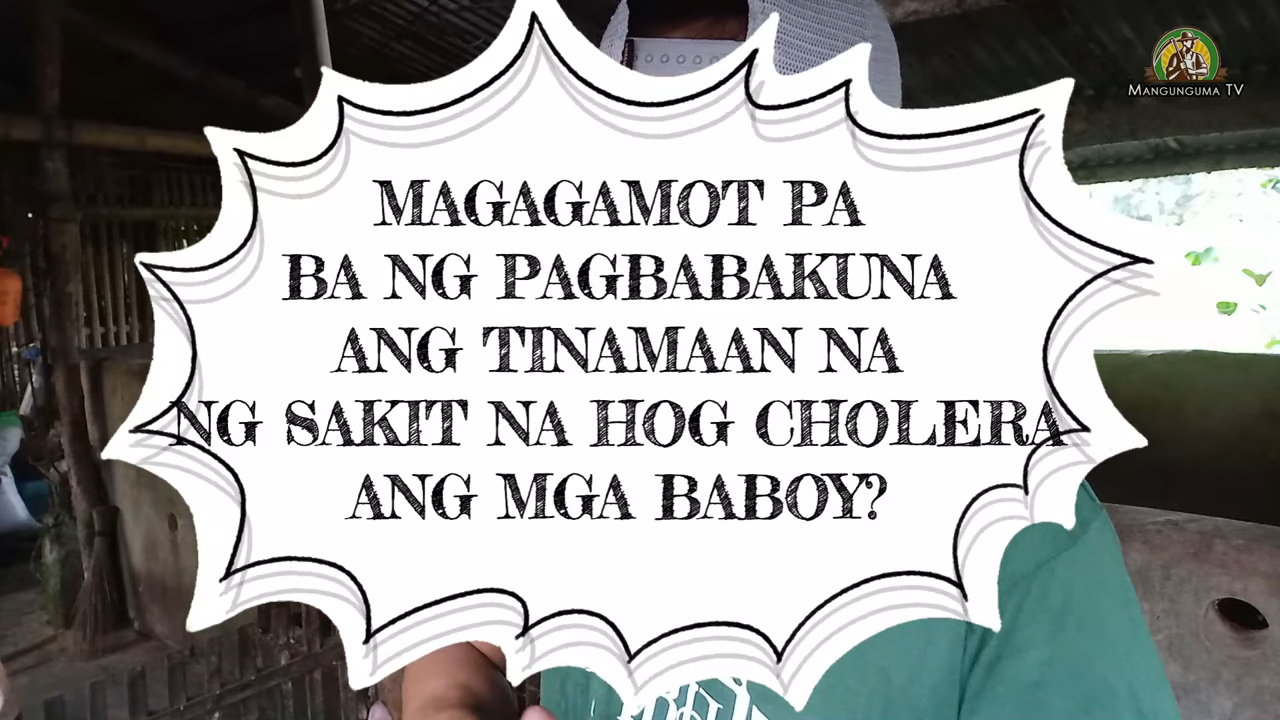 MANGUNGUMA TV
MAGAGAMOT PA
BA NG PAGBABAKUNA
ANG TINAMAAN NA
NG SAKIT NA HOG CHOLERA
ANG MGA BABOY?